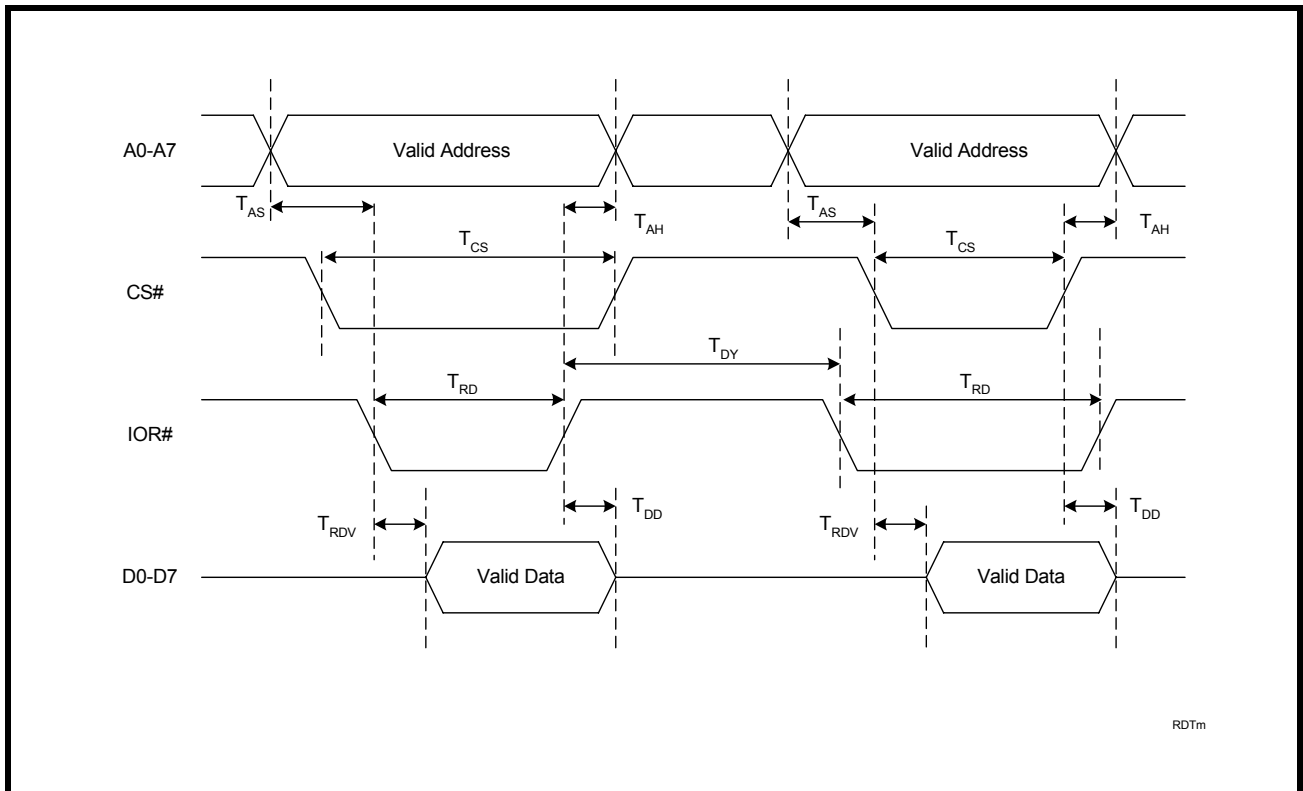 A0-A7
Valid Address
Valid Address
TAS
TAH
TAS
TAH
TCS
TCS
CS#
TDY
TRD
TRD
IOR#
TRDV
TDD
TRDV
TDD
D0-D7
Valid Data
Valid Data
RDTm